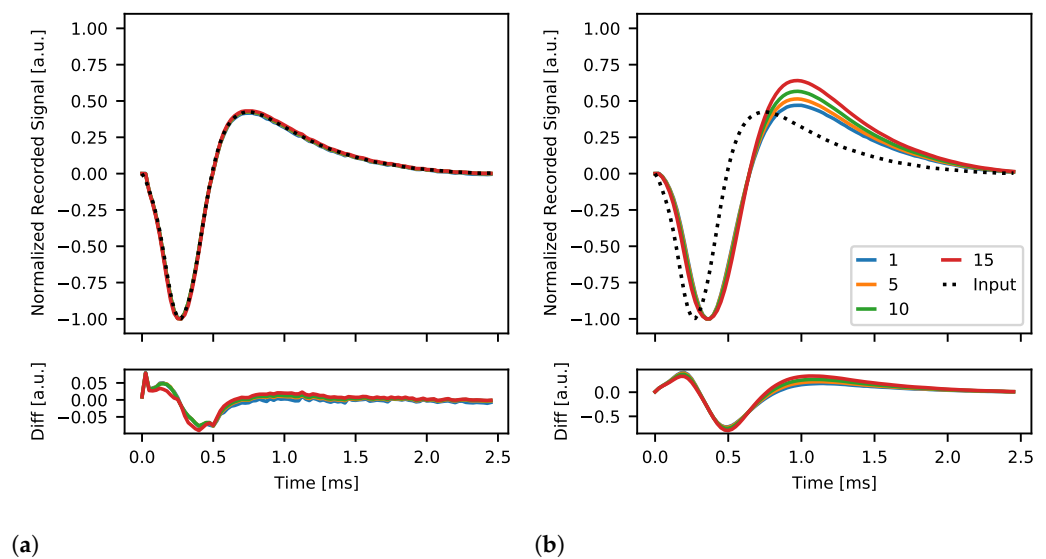 1.00
0.75
0.50
0.25
0.00
−0.25
−0.50
−0.75
−1.00
Normalized Recorded Signal [a.u.]
0.05
−0.05
Diff [a.u.]
0.0 0.5 1.0 1.5 2.0 2.5
Time [ms]
(a)
1.00
0.75
0.50
0.25
0.00
−0.25
−0.50
−0.75
−1.00
Normalized Recorded Signal [a.u.]
1 15
5 Input
10
0.0
−0.5
Diff [a.u.]
0.0 0.5 1.0 1.5 2.0 2.5
Time [ms]
(b)